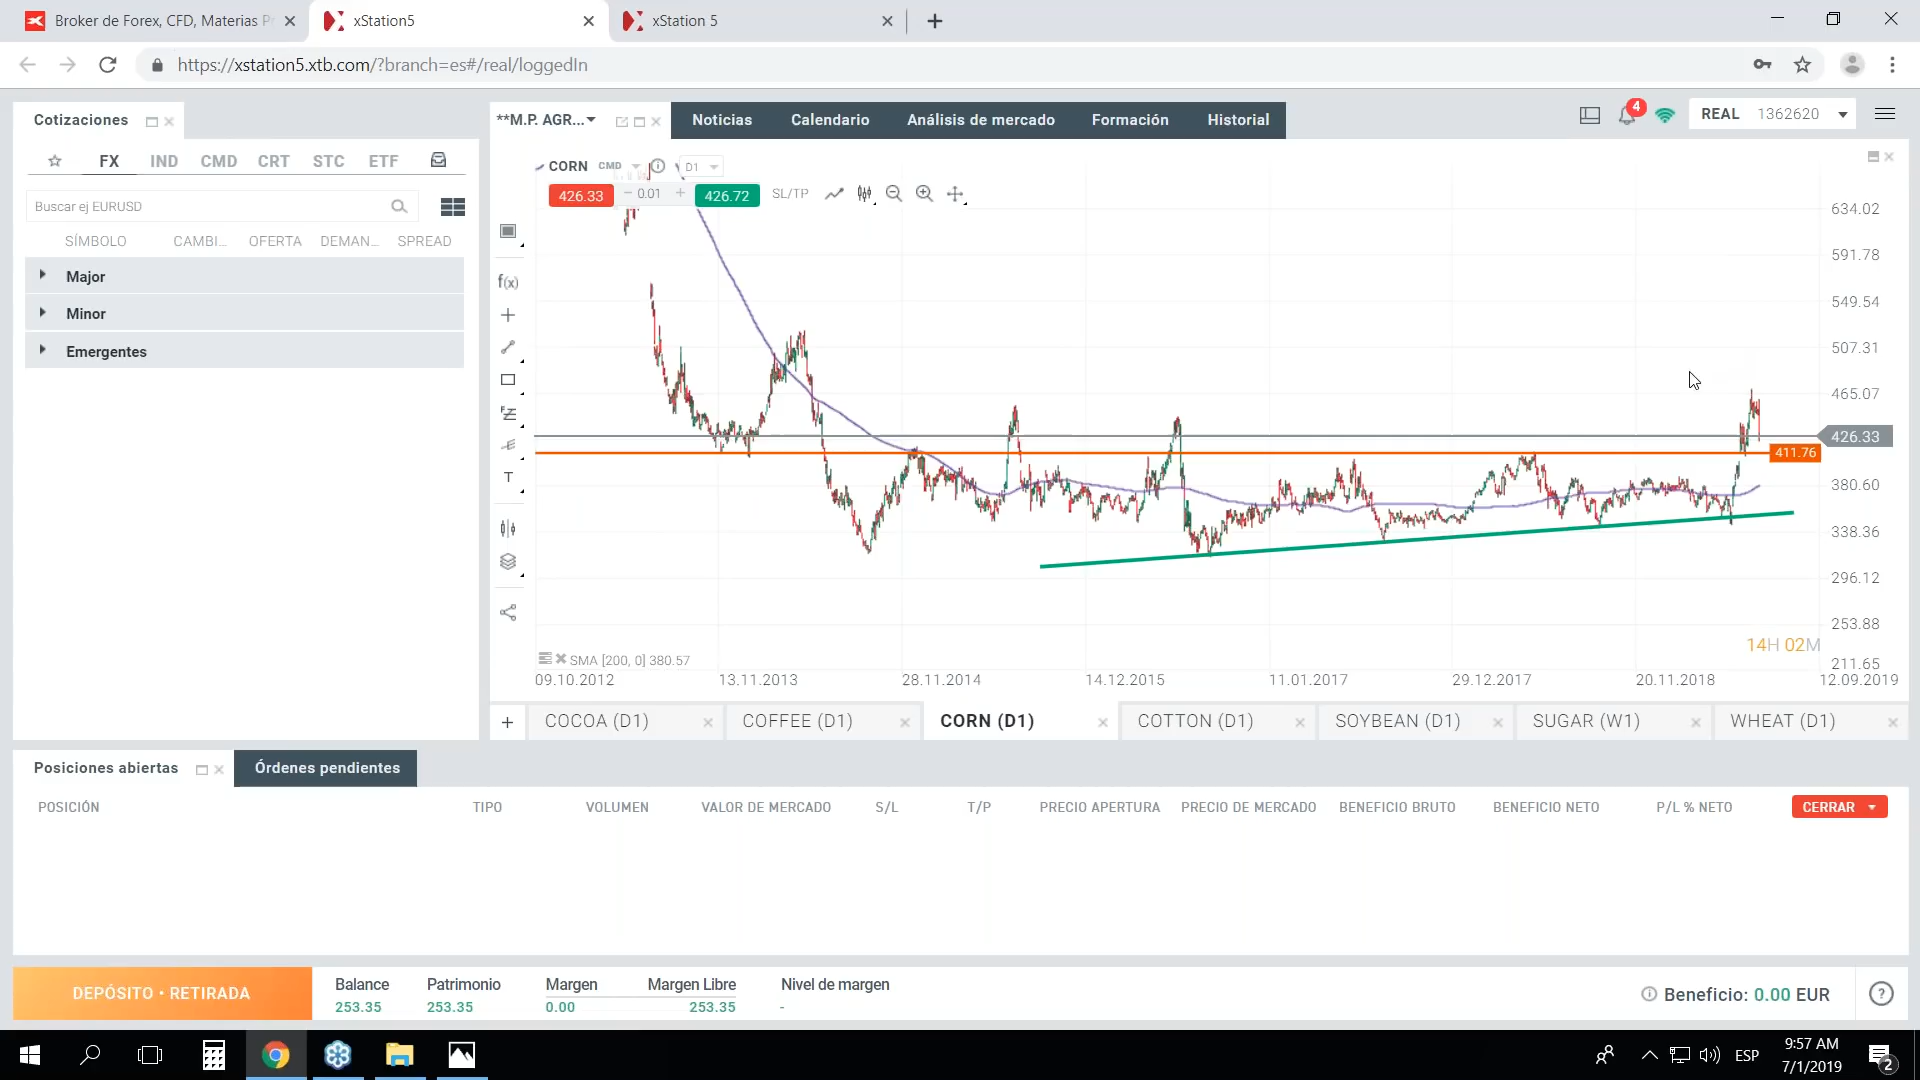 Broker de Forex, CFD, Materias P
xStation5
xStation 5
https://xstation5.xtb.com/?branch=es#/real/loggedIn
Cotizaciones
**M.P. AGR...
Noticias
Calendario
Análisis de mercado
Formación
Historial
4
REAL 1362620
FX IND CMD CRT STC ETF
Buscar ej EURUSD
SÍMBOLO CAMBI... OFERTA DEMAN... SPREAD
Major
Minor
Emergentes
CORN CMD D1
426.33 − 0.01 + 426.72 SL/TP
f(x)
T
634.02
591.78
549.54
507.31
465.07
426.33
411.76
380.60
338.36
296.12
253.88
211.65
14H 02M
SMA [200, 0] 380.57
09.10.2012 13.11.2013 28.11.2014 14.12.2015 11.01.2017 29.12.2017 20.11.2018 12.09.2019
COCOA (D1) COFFEE (D1) CORN (D1) COTTON (D1) SOYBEAN (D1) SUGAR (W1) WHEAT (D1)
Posiciones abiertas
Órdenes pendientes
POSICIÓN TIPO VOLUMEN VALOR DE MERCADO S/L T/P PRECIO APERTURA PRECIO DE MERCADO BENEFICIO BRUTO BENEFICIO NETO P/L % NETO CERRAR
DEPÓSITO • RETIRADA
Balance Patrimonio Margen Margen Libre Nivel de margen
253.35 253.35 0.00 253.35 -
Beneficio: 0.00 EUR
ESP
9:57 AM
7/1/2019
2